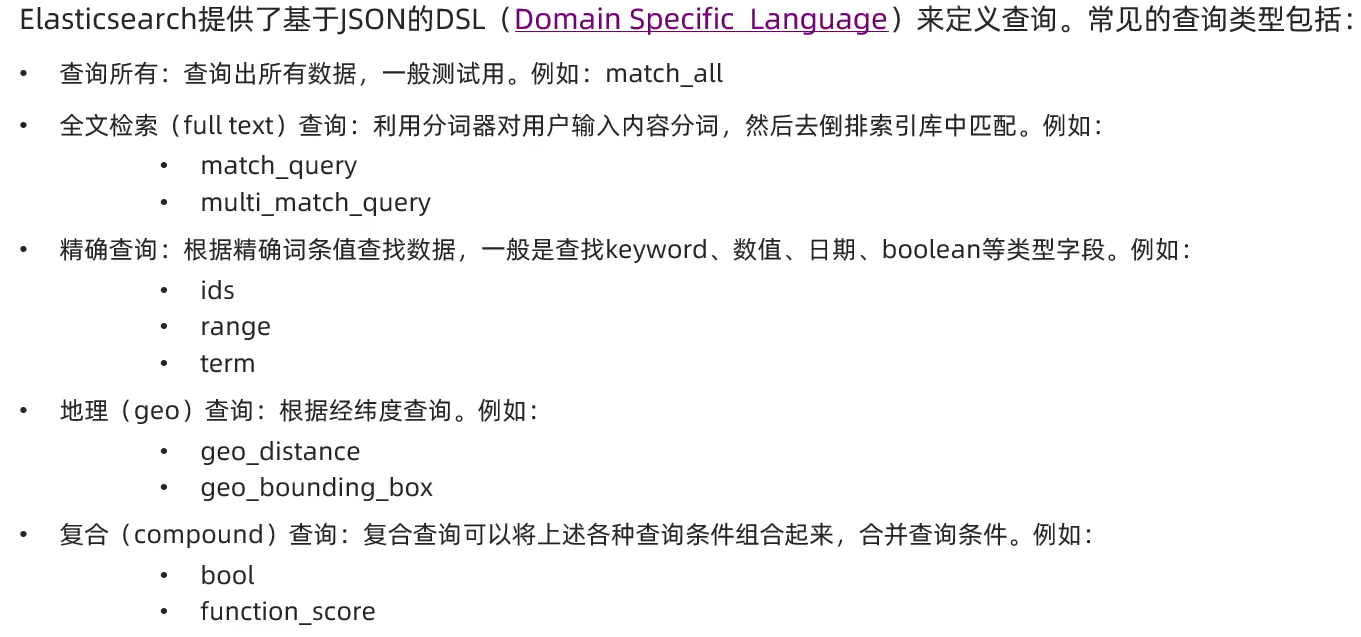 Elasticsearch提供了基于JSON的DSL（Domain Specific Language）来定义查询。常见的查询类型包括：
• 查询所有：查询出所有数据，一般测试用。例如：match_all
• 全文检索（full text）查询：利用分词器对用户输入内容分词，然后去倒排索引库中匹配。例如：
• match_query
• multi_match_query
• 精确查询：根据精确词条值查找数据，一般是查找keyword、数值、日期、boolean等类型字段。例如：
• ids
• range
• term
• 地理（geo）查询：根据经纬度查询。例如：
• geo_distance
• geo_bounding_box
• 复合（compound）查询：复合查询可以将上述各种查询条件组合起来，合并查询条件。例如：
• bool
• function_score